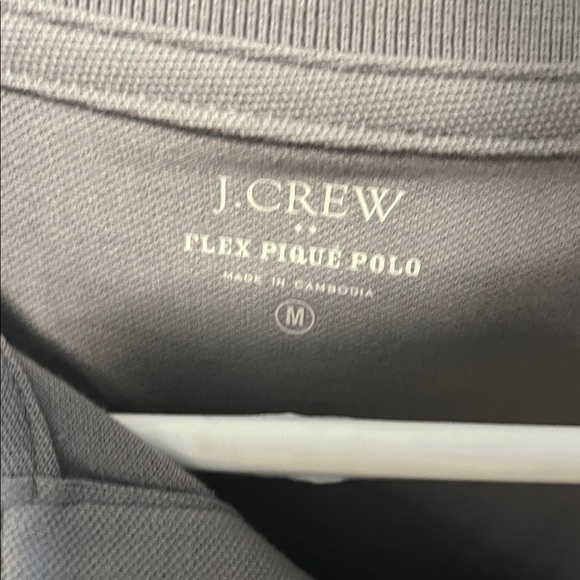 J.CREW
FLEX PIQUÉ POLO
MADE IN CAMBODIA
M